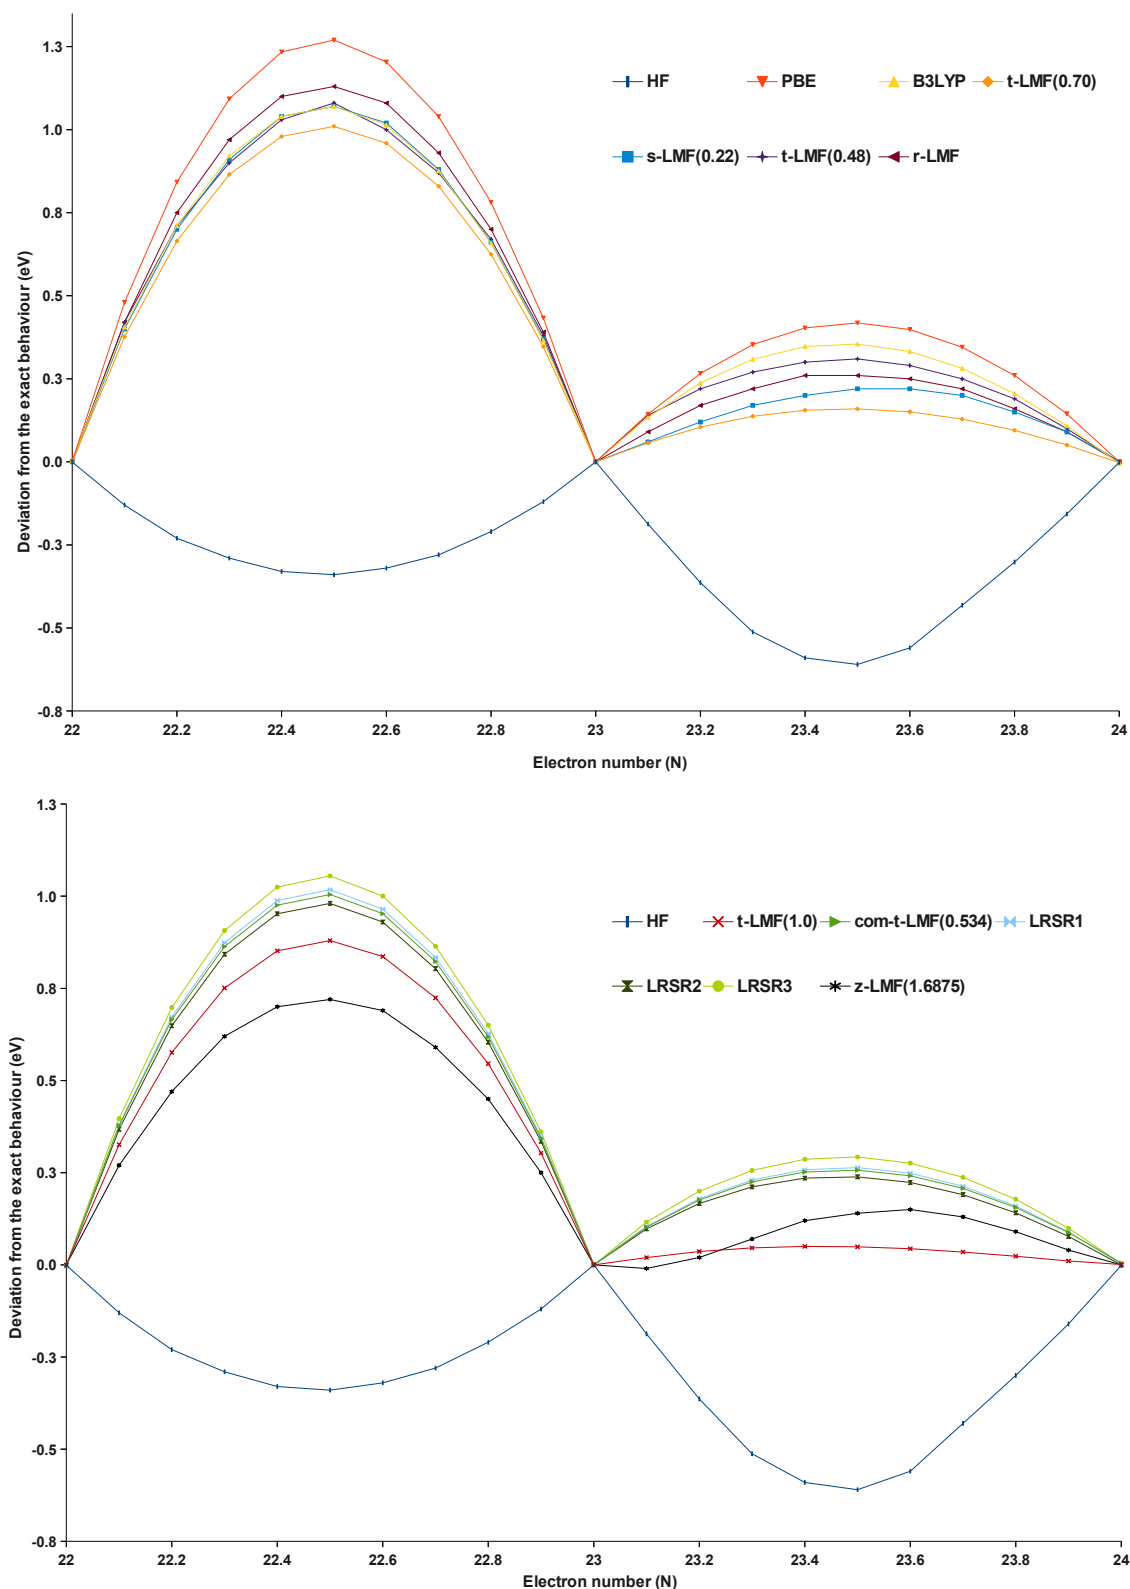 1.3
1.0
0.8
0.5
0.3
0.0
-0.3
-0.5
-0.8
Deviation from the exact behaviour (eV)
HF PBE B3LYP t-LMF(0.70)
s-LMF(0.22) t-LMF(0.48) r-LMF
22 22.2 22.4 22.6 22.8 23 23.2 23.4 23.6 23.8 24
Electron number (N)
1.3
1.0
0.8
0.5
0.3
0.0
-0.3
-0.5
-0.8
Deviation from the exact behaviour (eV)
HF t-LMF(1.0) com-t-LMF(0.534) LRSR1
LRSR2 LRSR3 z-LMF(1.6875)
22 22.2 22.4 22.6 22.8 23 23.2 23.4 23.6 23.8 24
Electron number (N)